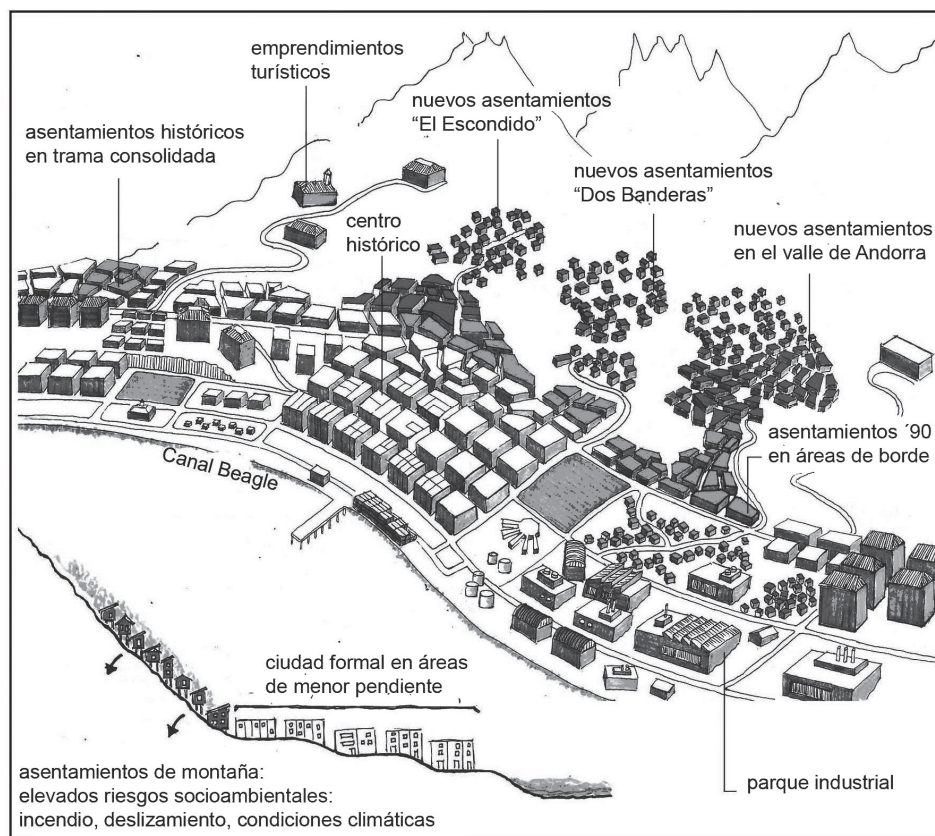 emprendimientos
turísticos
nuevos asentamientos
“El Escondido”
asentamientos históricos
en trama consolidada
nuevos asentamientos
“Dos Banderas”
centro
histórico
nuevos asentamientos
en el valle de Andorra
asentamientos ´90
en áreas de borde
Canal Beagle
ciudad formal en áreas
de menor pendiente
parque industrial
asentamientos de montaña:
elevados riesgos socioambientales:
incendio, deslizamiento, condiciones climáticas